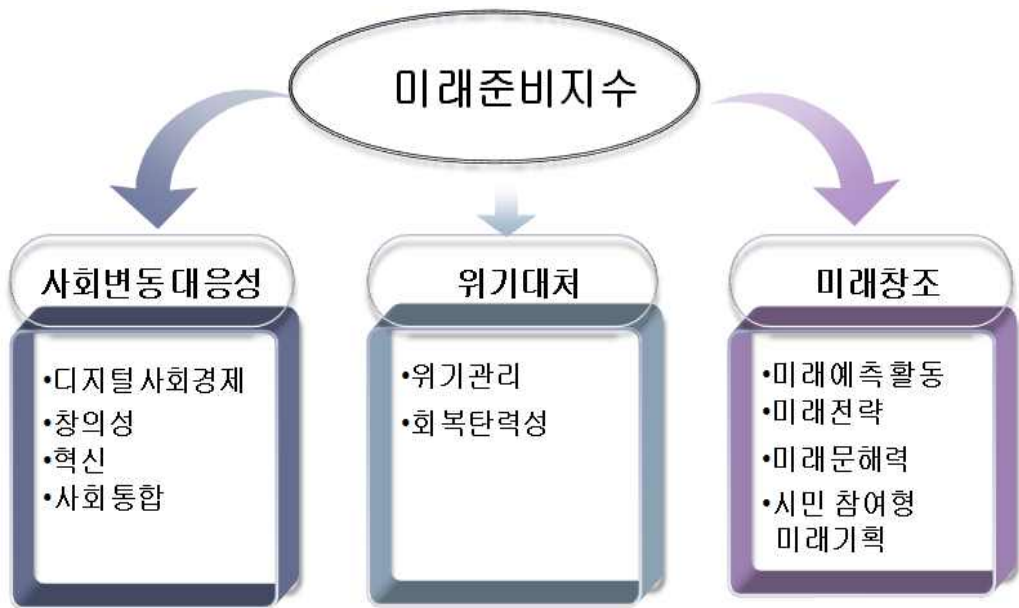 미래준비지수
사회변동 대응성
•디지털 사회경제
•창의성
•혁신
•사회 통합
위기대처
•위기관리
•회복탄력성
미래창조
•미래예측 활동
•미래전략
•미래문해력
•시민 참여형
미래기획